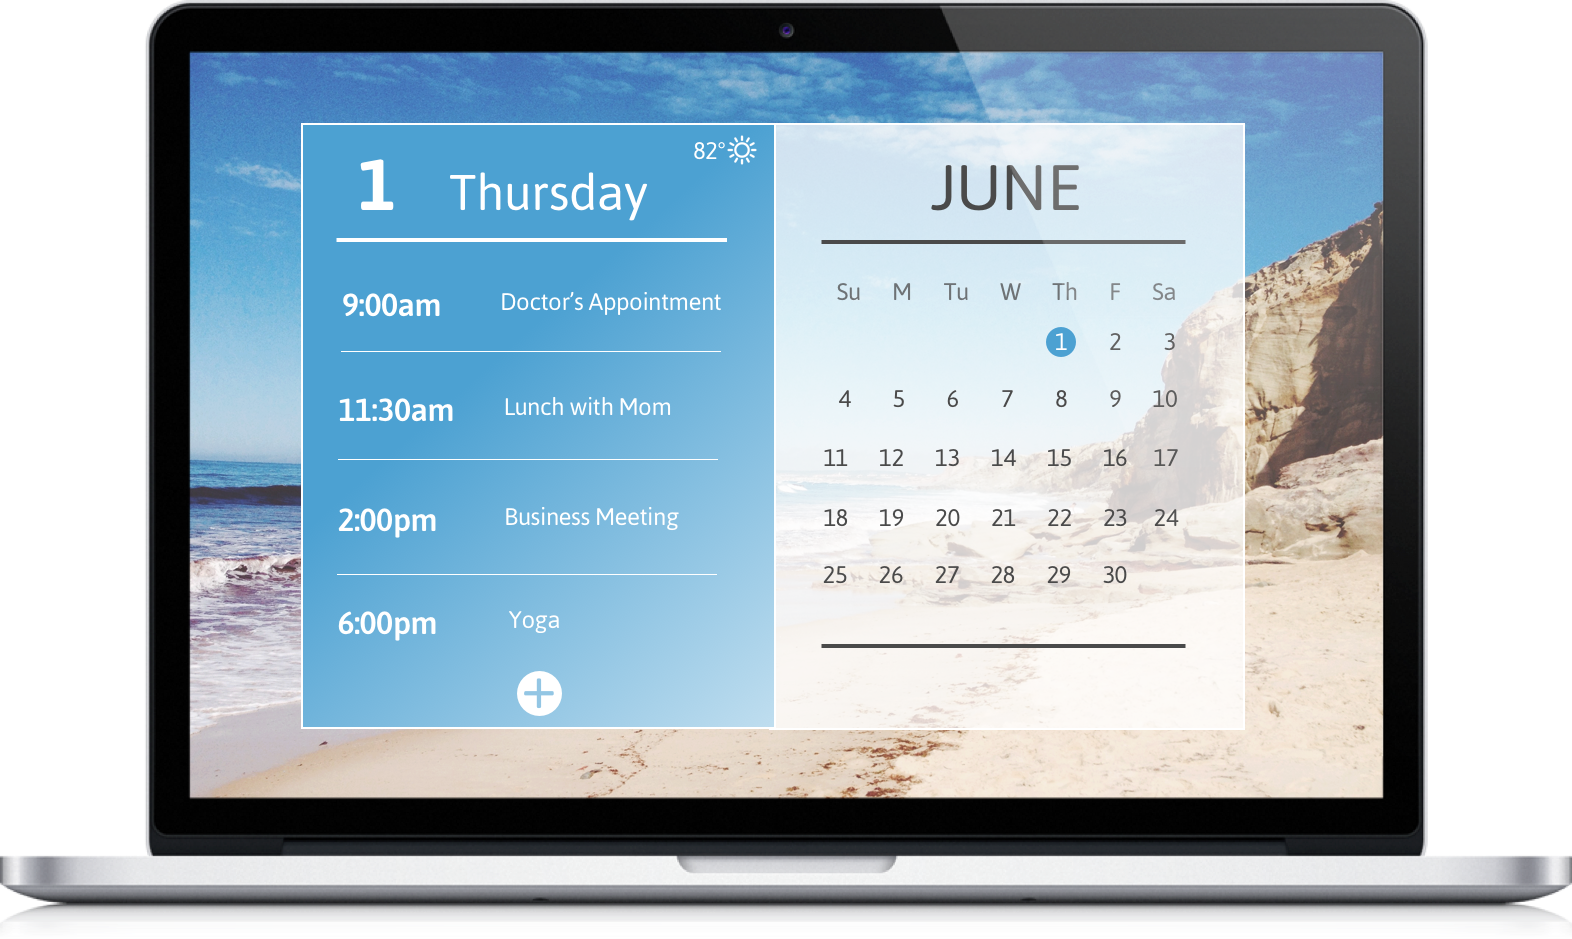 82°
1 Thursday
9:00am Doctor’s Appointment
11:30am Lunch with Mom
2:00pm Business Meeting
6:00pm Yoga
JUNE
Su M Tu W Th F Sa
1 2 3
4 5 6 7 8 9 10
11 12 13 14 15 16 17
18 19 20 21 22 23 24
25 26 27 28 29 30